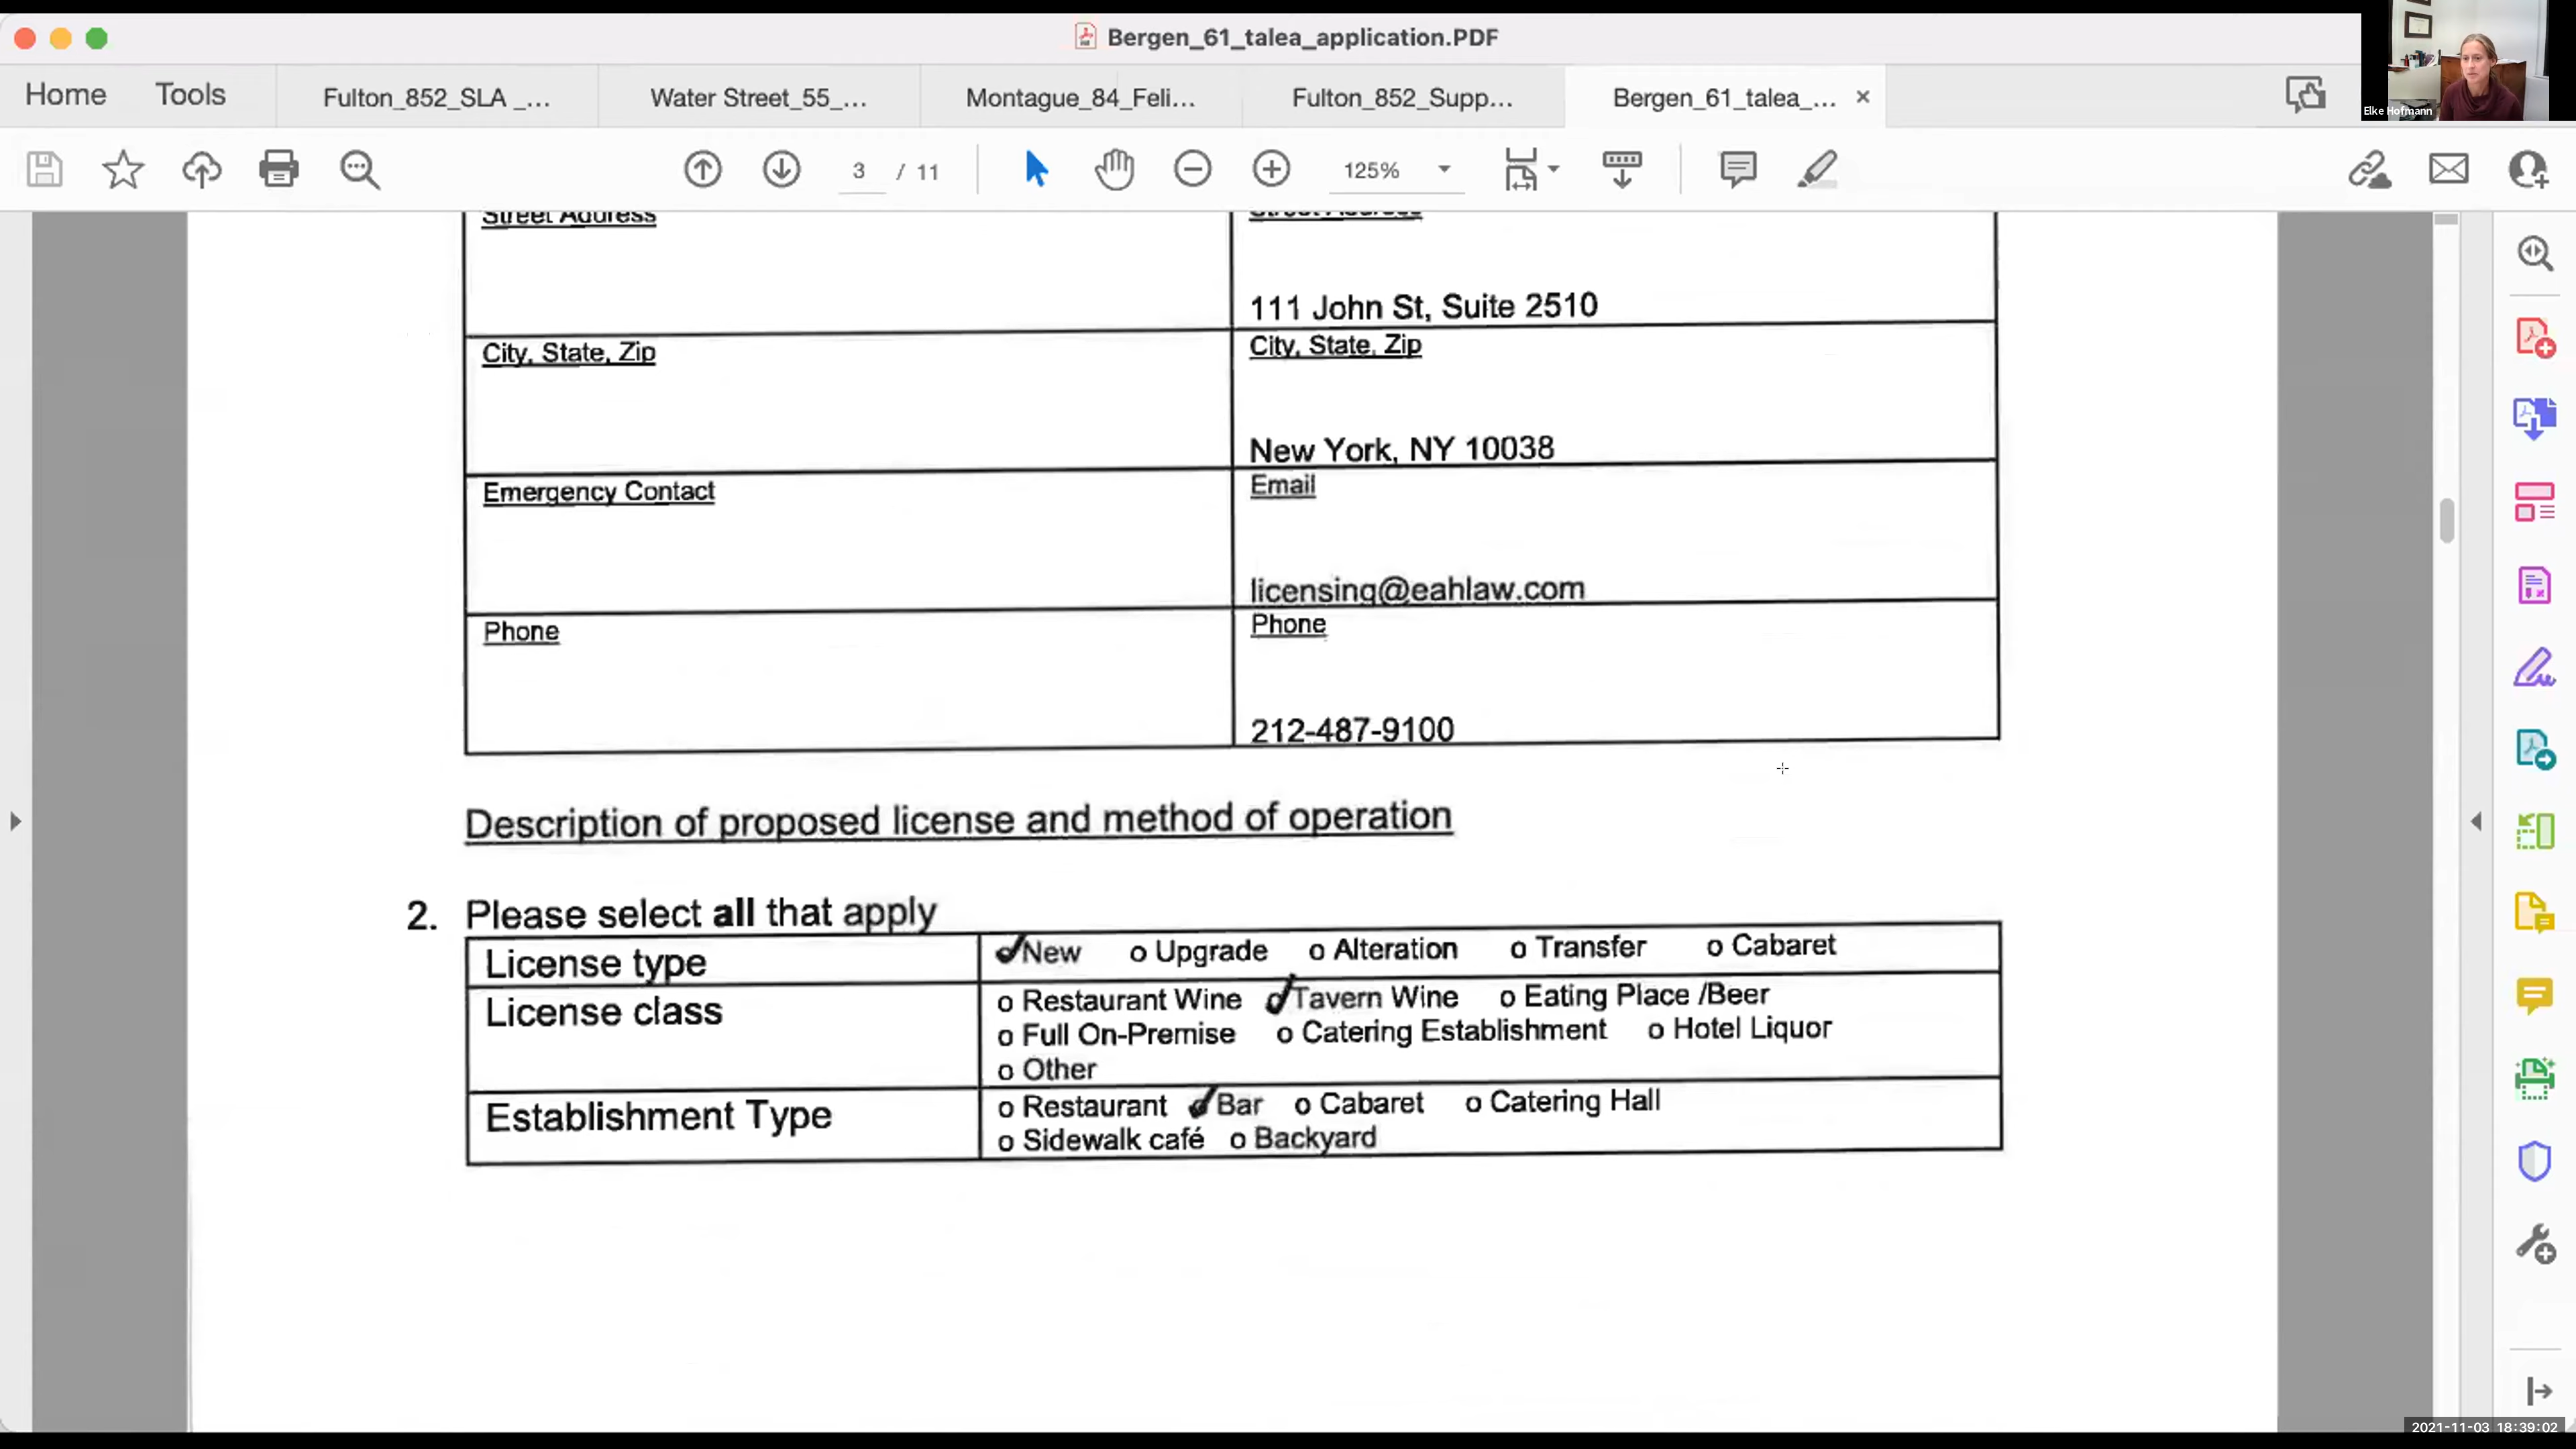 Bergen_61_talea_application.PDF
Home Tools Fulton_852_SLA _... Water Street_55_... Montague_84_Feli... Fulton_852_Supp... Bergen_61_talea_... ×
Elke Hofmann
3 / 11 125%
Street Address Street Address
111 John St, Suite 2510
City, State, Zip City, State, Zip
New York, NY 10038
Emergency Contact Email
licensing@eahlaw.com
Phone Phone
212-487-9100
Description of proposed license and method of operation
2. Please select all that apply
License type New o Upgrade o Alteration o Transfer o Cabaret
License class o Restaurant Wine Tavern Wine o Eating Place /Beer
o Full On-Premise o Catering Establishment o Hotel Liquor
o Other
Establishment Type o Restaurant Bar o Cabaret o Catering Hall
o Sidewalk café o Backyard
2021-11-03 18:39:02